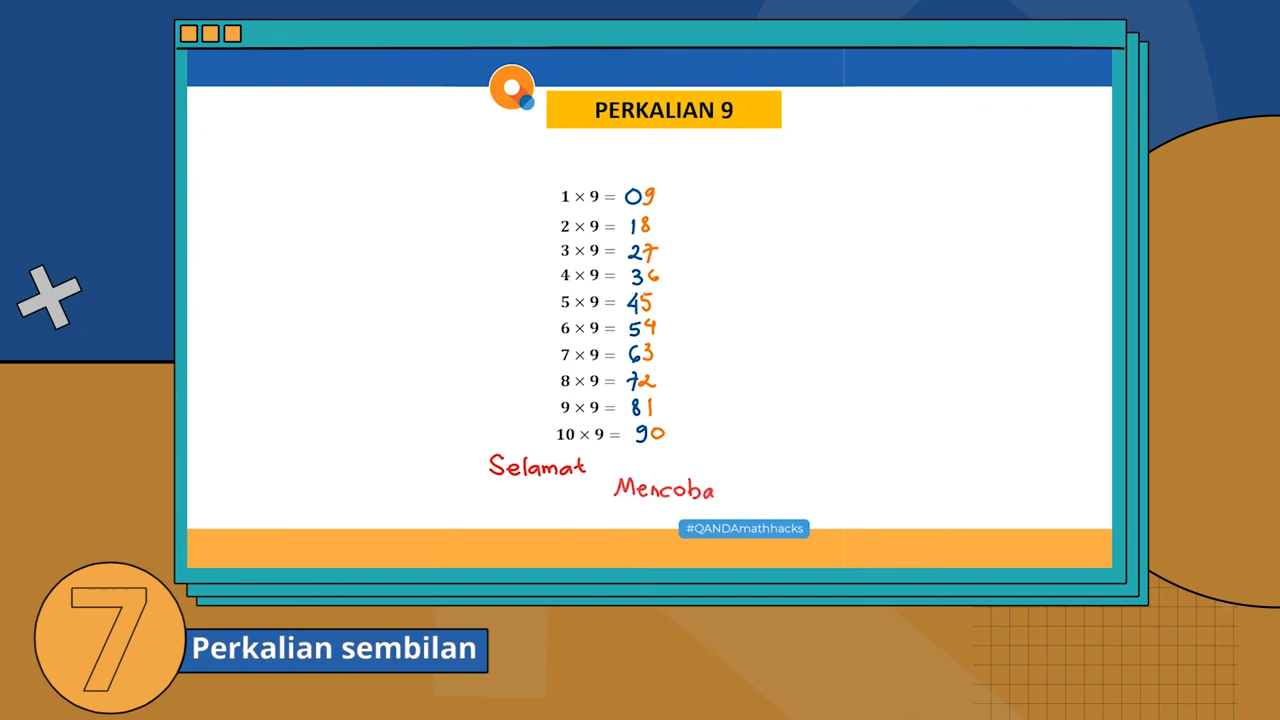 PERKALIAN 9
1 × 9 = 09
2 × 9 = 18
3 × 9 = 27
4 × 9 = 36
5 × 9 = 45
6 × 9 = 54
7 × 9 = 63
8 × 9 = 72
9 × 9 = 81
10 × 9 = 90
Selamat
Mencoba
#QANDAmathhacks
7
Perkalian sembilan